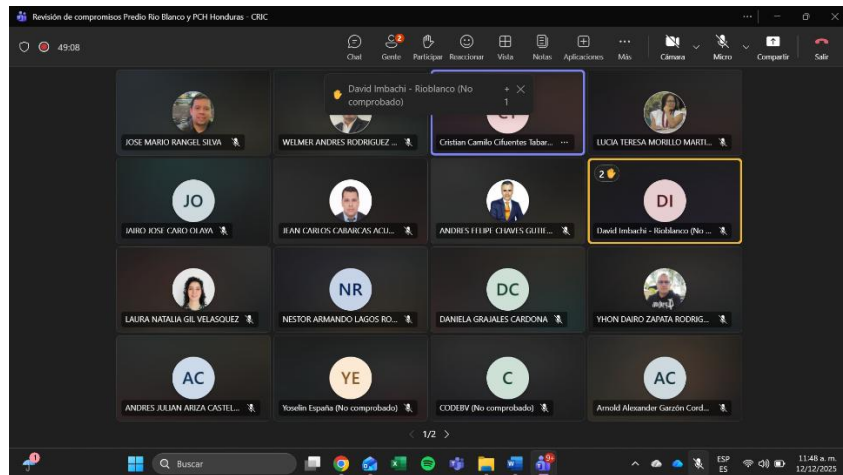 Revisión de compromisos Predio Rio Blanco y PCH Honduras - CRIC
49:08
Chat
Gente
2
Participar
Reaccionar
Vista
Notas
Aplicaciones
Más
Cámara
Micro
Compartir
Salir
David Imbachi - Rioblanco (No comprobado)
+ 1
JOSE MARIO RANGEL SILVA
WELMER ANDRES RODRIGUEZ ...
Cristian Camilo Cifuentes Tabar...
LUCIA TERESA MORILLO MARTI...
JO
JAIRO JOSE CARO OLAYA
JEAN CARLOS CABARCAS ACU...
ANDRES FELIPE CHAVES GUTIE...
2
DI
David Imbachi - Rioblanco (No ...
LAURA NATALIA GIL VELASQUEZ
NR
NESTOR ARMANDO LAGOS RO...
DC
DANIELA GRAJALES CARDONA
YHON DAIRO ZAPATA RODRIG...
AC
ANDRES JULIAN ARIZA CASTEL...
YE
Yoselin España (No comprobado)
C
CODEBV (No comprobado)
AC
Arnold Alexander Garzón Cord...
1/2
1
Buscar
ESP
ES
11:48 a. m.
12/12/2025